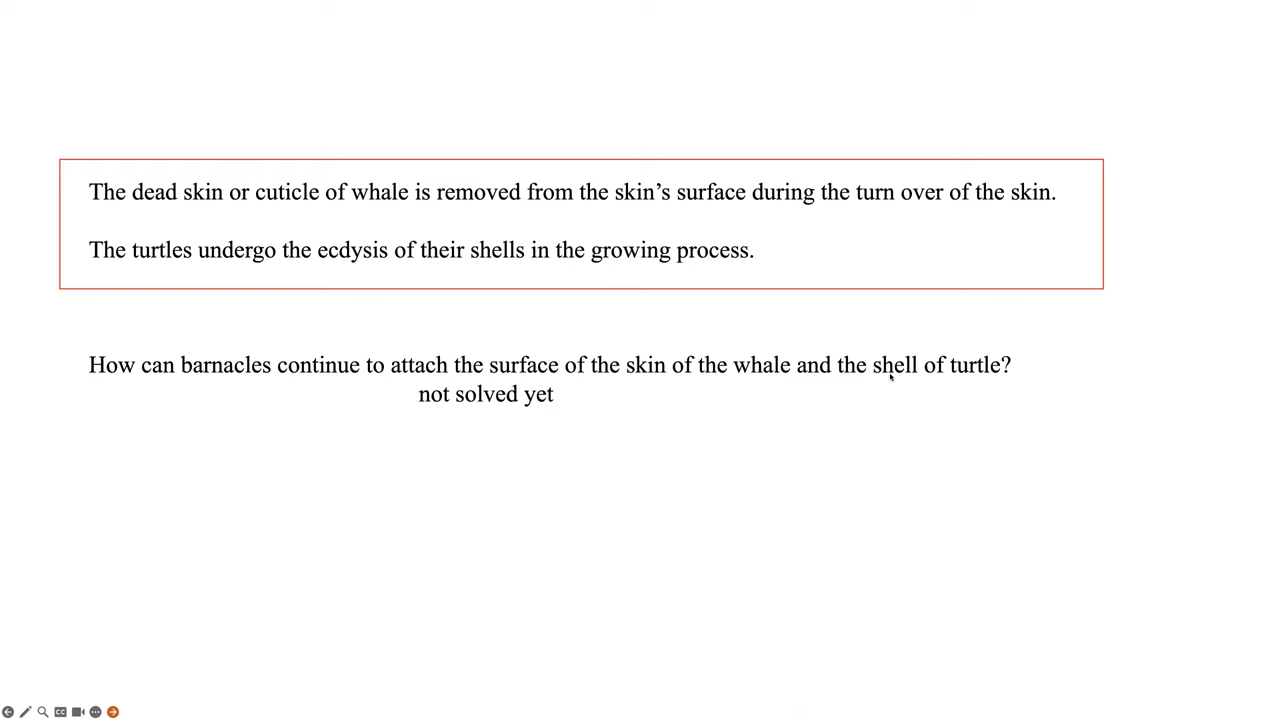 The dead skin or cuticle of whale is removed from the skin’s surface during the turn over of the skin.
The turtles undergo the ecdysis of their shells in the growing process.
How can barnacles continue to attach the surface of the skin of the whale and the shell of turtle?
not solved yet
CC